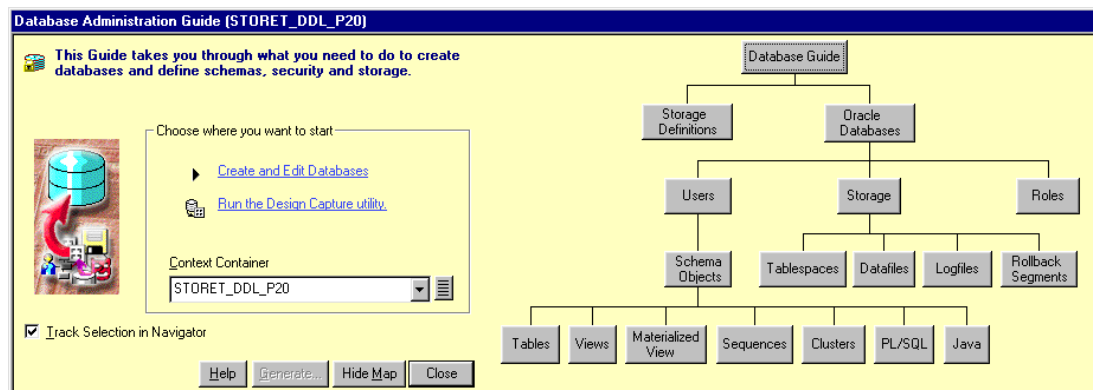 Database Administration Guide (STORET_DDL_P20)
This Guide takes you through what you need to do to create
databases and define schemas, security and storage.
Choose where you want to start
Create and Edit Databases
Run the Design Capture utility.
Context Container
STORET_DDL_P20
Track Selection in Navigator
Help
Generate...
Hide Map
Close
Database Guide
Storage
Definitions
Oracle
Databases
Users
Storage
Roles
Schema
Objects
Tablespaces
Datafiles
Logfiles
Rollback
Segments
Tables
Views
Materialized
View
Sequences
Clusters
PL/SQL
Java